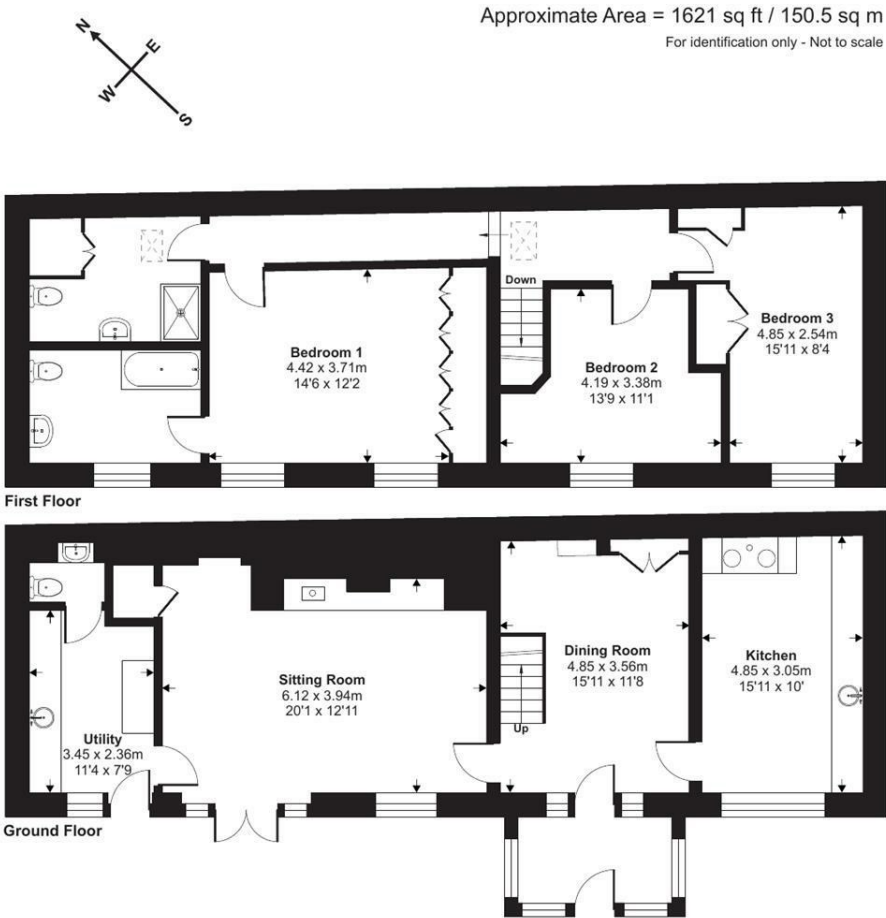 Approximate Area = 1621 sq ft / 150.5 sq m
For identification only - Not to scale
N
E
W
S
Down
Bedroom 1
4.42 x 3.71m
14'6 x 12'2
Bedroom 2
4.19 x 3.38m
13'9 x 11'1
Bedroom 3
4.85 x 2.54m
15'11 x 8'4
First Floor
Sitting Room
6.12 x 3.94m
20'1 x 12'11
Dining Room
4.85 x 3.56m
15'11 x 11'8
Kitchen
4.85 x 3.05m
15'11 x 10'
Up
Utility
3.45 x 2.36m
11'4 x 7'9
Ground Floor